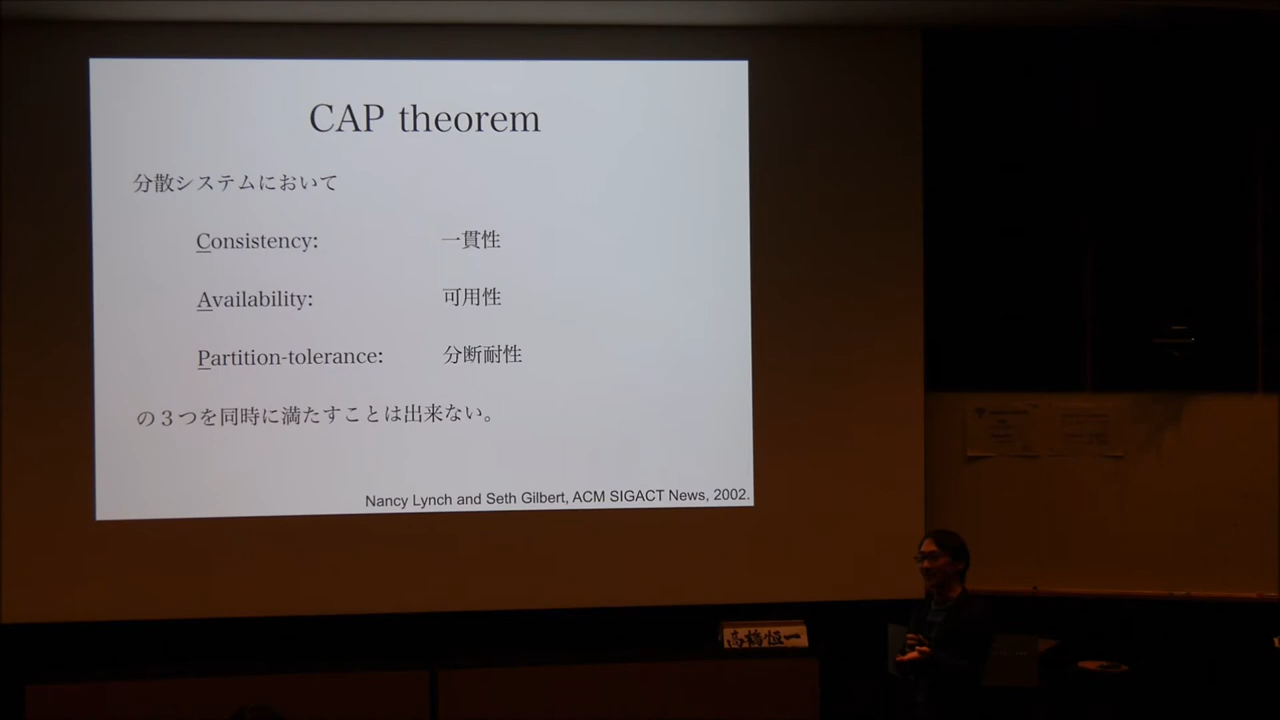 CAP theorem
分散システムにおいて
Consistency: 一貫性
Availability: 可用性
Partition-tolerance: 分断耐性
の３つを同時に満たすことは出来ない。
Nancy Lynch and Seth Gilbert, ACM SIGACT News, 2002.
高橋恒一